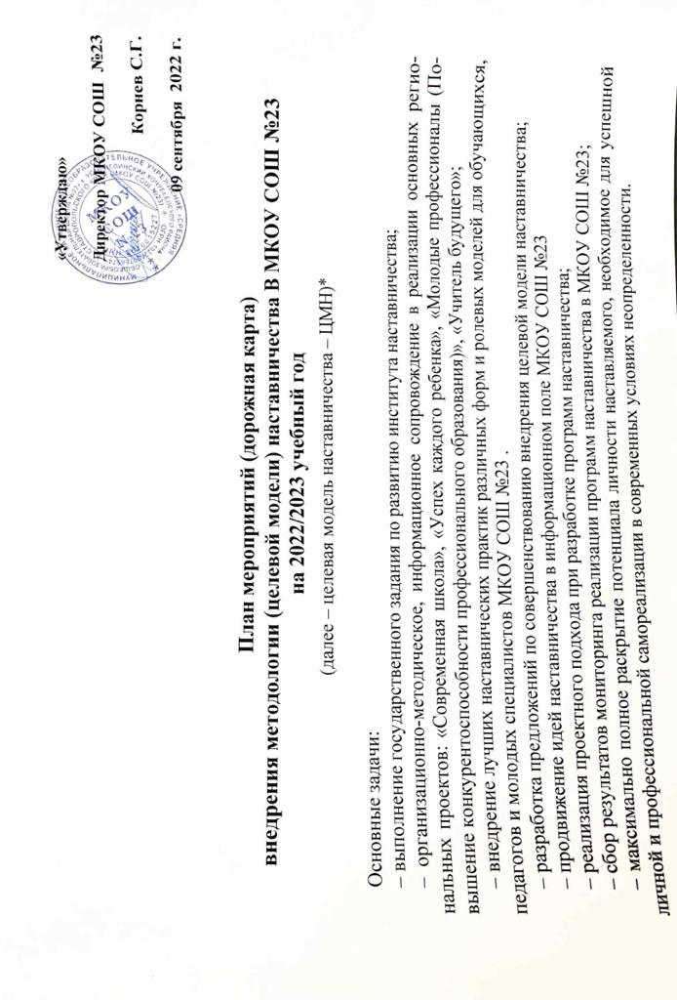 «Утверждаю»
Директор МКОУ СОШ №23
Корнев С.Г.
09 сентября 2022 г.
МКОУ
СОШ
План мероприятий (дорожная карта)
внедрения методологии (целевой модели) наставничества В МКОУ СОШ №23
на 2022/2023 учебный год
(далее – целевая модель наставничества – ЦМН)*
Основные задачи:
– выполнение государственного задания по развитию института наставничества;
– организационно-методическое, информационное сопровождение в реализации основных регио-
нальных проектов: «Современная школа», «Успех каждого ребенка», «Молодые профессионалы (По-
вышение конкурентоспособности профессионального образования)», «Учитель будущего»;
– внедрение лучших наставнических практик различных форм и ролевых моделей для обучающихся,
педагогов и молодых специалистов МКОУ СОШ №23 .
– разработка предложений по совершенствованию внедрения целевой модели наставничества;
– продвижение идей наставничества в информационном поле МКОУ СОШ №23
– реализация проектного подхода при разработке программ наставничества;
– сбор результатов мониторинга реализации программ наставничества в МКОУ СОШ №23;
– максимально полное раскрытие потенциала личности наставляемого, необходимое для успешной
личной и профессиональной самореализации в современных условиях неопределенности.